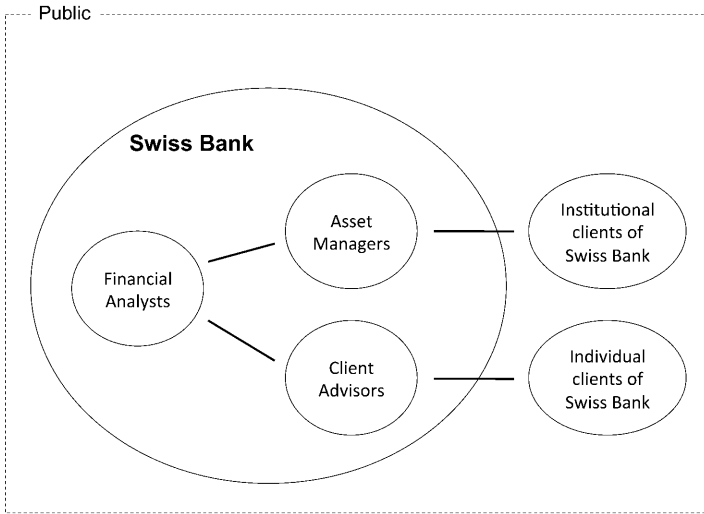 Public
Swiss Bank
Asset
Managers
Institutional
clients of
Swiss Bank
Financial
Analysts
Client
Advisors
Individual
clients of
Swiss Bank